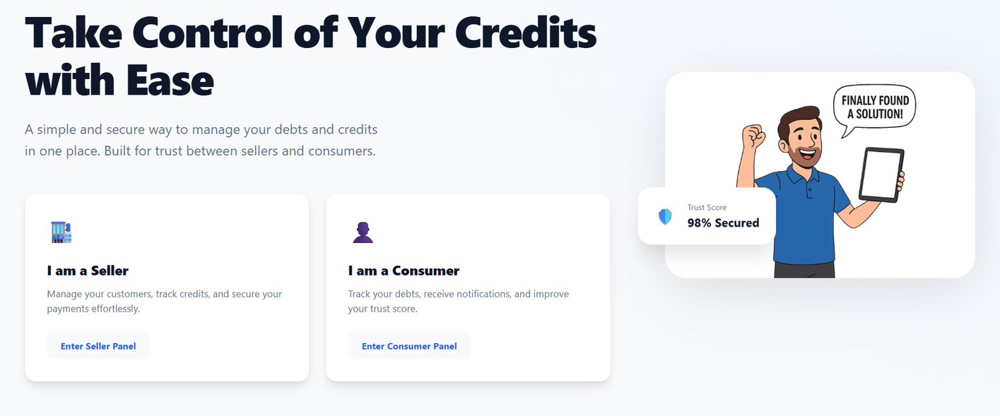 Take Control of Your Credits
with Ease
A simple and secure way to manage your debts and credits
in one place. Built for trust between sellers and consumers.
I am a Seller
Manage your customers, track credits, and secure your
payments effortlessly.
Enter Seller Panel
I am a Consumer
Track your debts, receive notifications, and improve
your trust score.
Enter Consumer Panel
FINALLY FOUND
A SOLUTION!
Trust Score
98% Secured